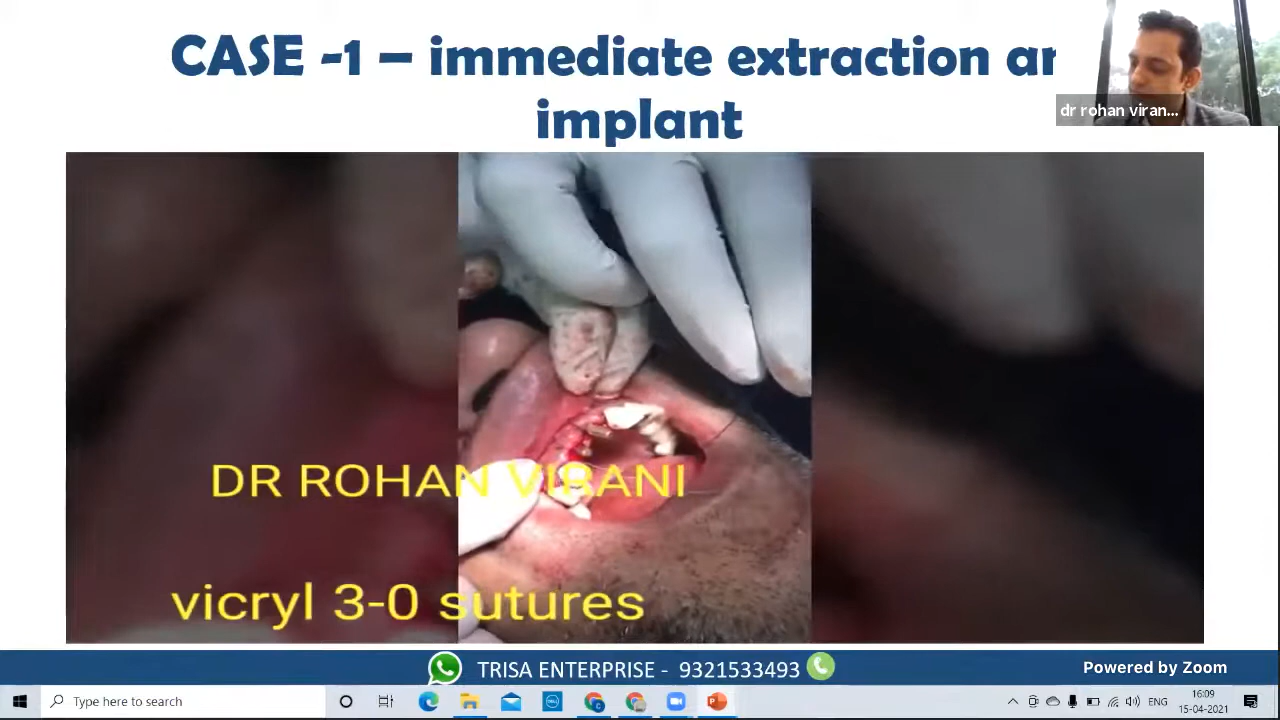 CASE -1 – immediate extraction an
implant
dr rohan viran...
DR ROHAN VIRANI
vicryl 3-0 sutures
TRISA ENTERPRISE - 9321533493
Powered by Zoom
Type here to search
ENG
16:09
15-04-2021